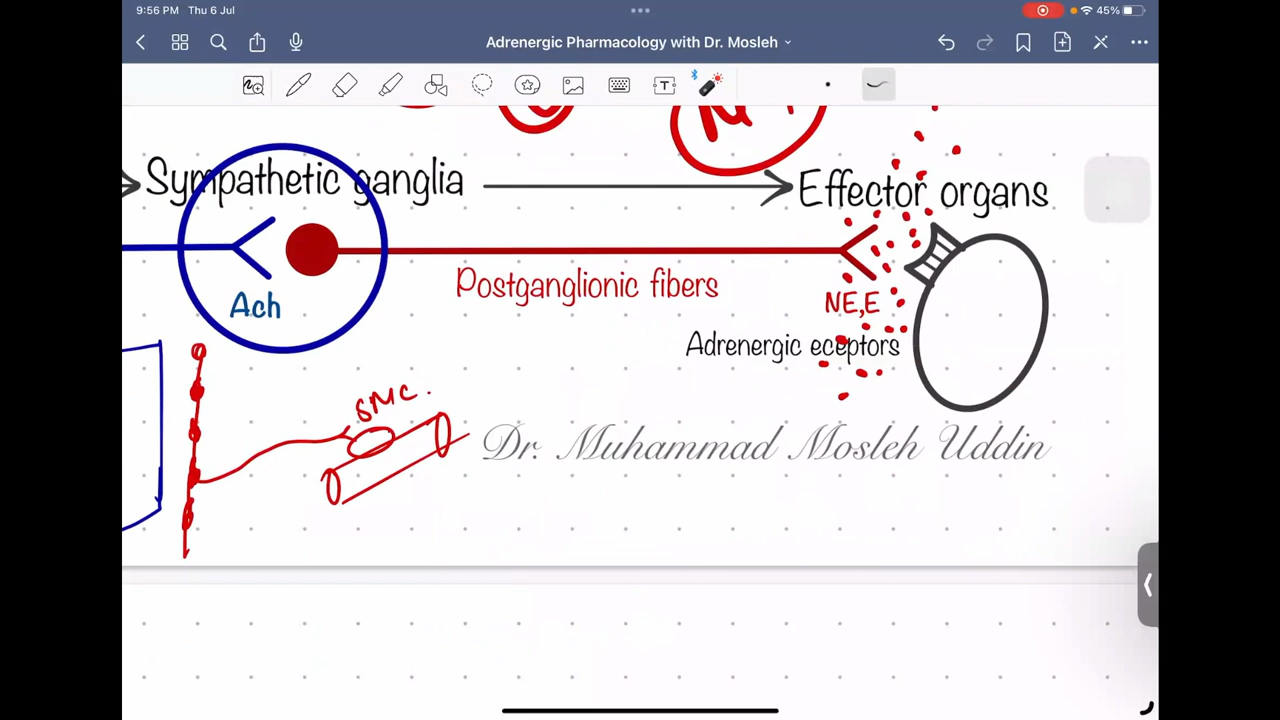 9:56 PM Thu 6 Jul
45%
Adrenergic Pharmacology with Dr. Mosleh
T
Sympathetic ganglia
Effector organs
Ach
Postganglionic fibers
NE,E
Adrenergic eceptors
SMC.
Dr. Muhammad Mosleh Uddin